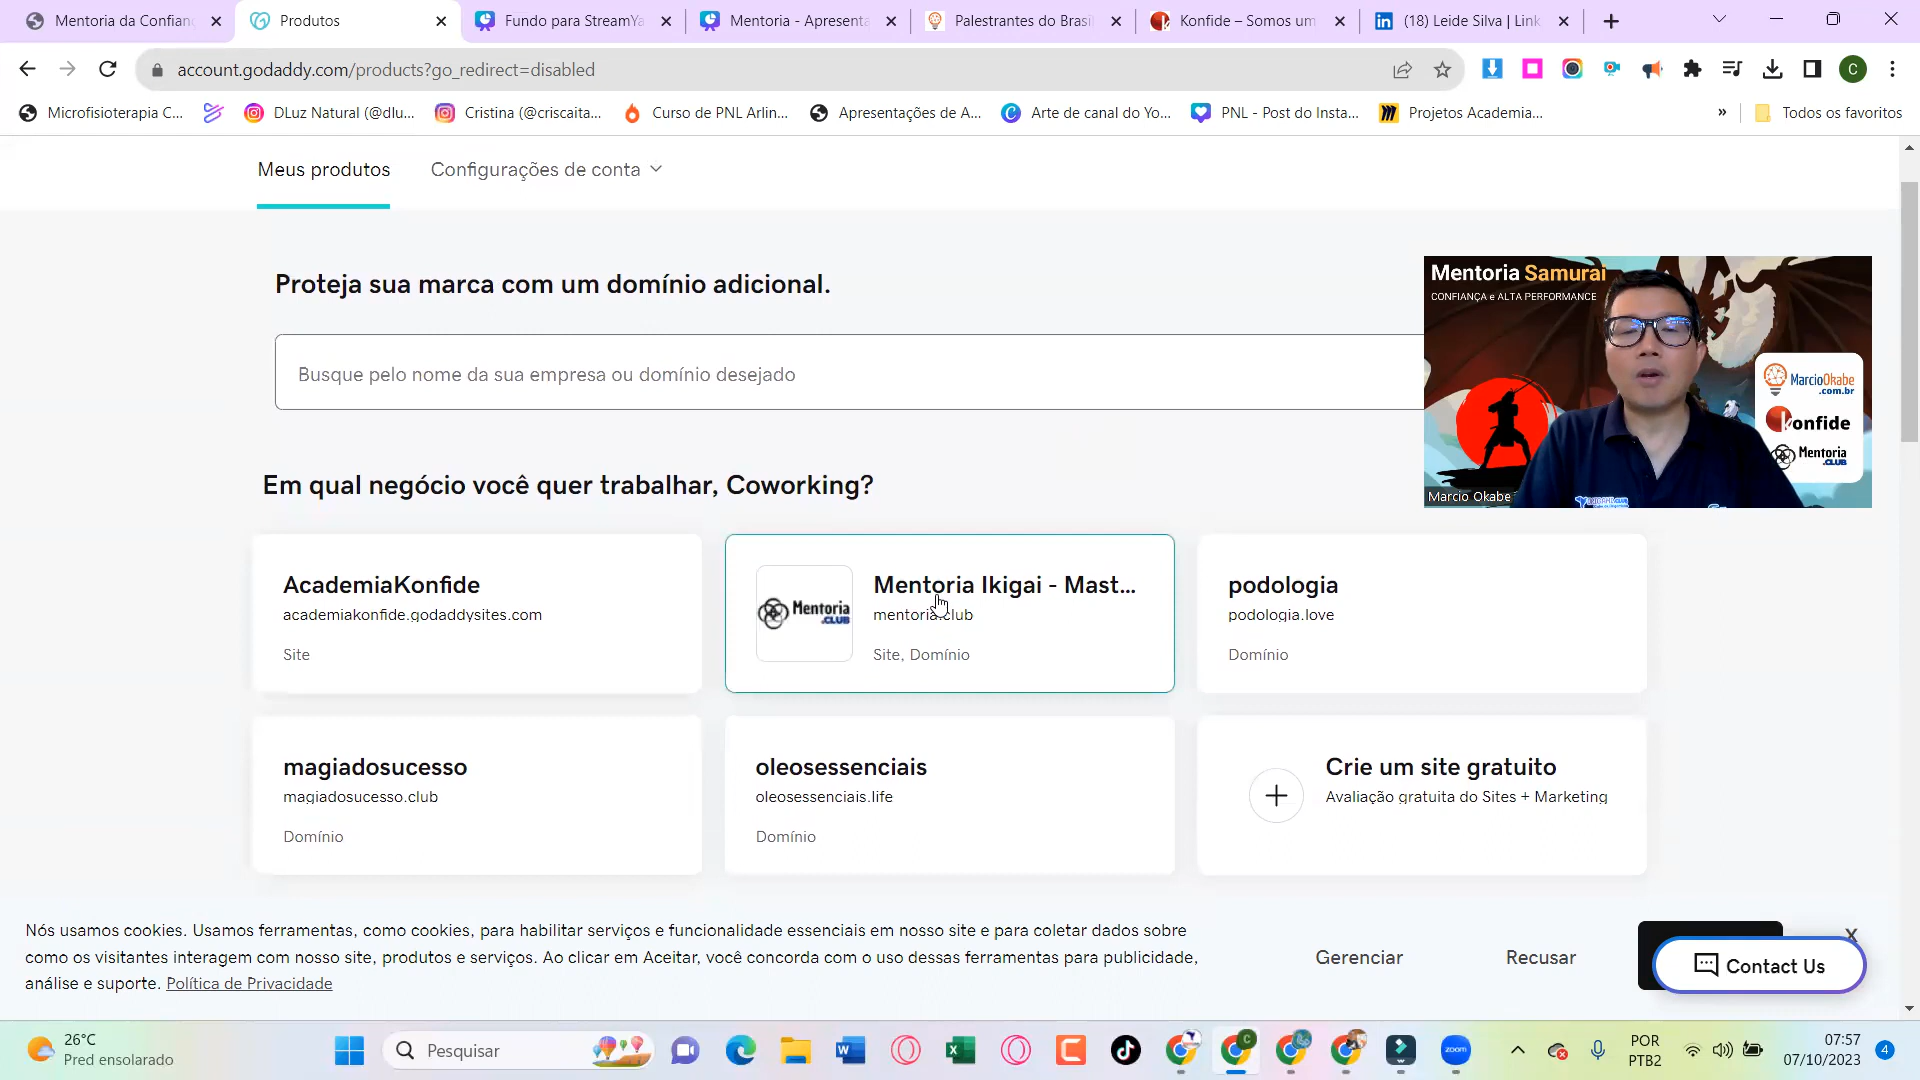 Mentoria da Confian
Produtos
Fundo para StreamYa
Mentoria - Apresenta
Palestrantes do Brasil
Konfide – Somos um
(18) Leide Silva | Link
account.godaddy.com/products?go_redirect=disabled
C
Microfisioterapia C...
DLuz Natural (@dlu...
Cristina (@criscaita...
Curso de PNL Arlin...
Apresentações de A...
Arte de canal do Yo...
PNL - Post do Insta...
Projetos Academia...
»
Todos os favoritos
Meus produtos
Configurações de conta
Proteja sua marca com um domínio adicional.
Busque pelo nome da sua empresa ou domínio desejado
Mentoria Samurai
CONFIANÇA e ALTA PERFORMANCE
MarcioOkabe
.com.br
Konfide
Mentoria
.CLUB
Marcio Okabe
Em qual negócio você quer trabalhar, Coworking?
AcademiaKonfide
academiakonfide.godaddysites.com
Site
Mentoria
.CLUB
Mentoria Ikigai - Mast...
mentoria.club
Site, Domínio
podologia
podologia.love
Domínio
magiadosucesso
magiadosucesso.club
Domínio
oleosessenciais
oleosessenciais.life
Domínio
Crie um site gratuito
Avaliação gratuita do Sites + Marketing
Nós usamos cookies. Usamos ferramentas, como cookies, para habilitar serviços e funcionalidade essenciais em nosso site e para coletar dados sobre
como os visitantes interagem com nosso site, produtos e serviços. Ao clicar em Aceitar, você concorda com o uso dessas ferramentas para publicidade,
análise e suporte. Política de Privacidade
Gerenciar
Recusar
X
Contact Us
26°C
Pred ensolarado
Pesquisar
zoom
POR
PTB2
07:57
07/10/2023
4